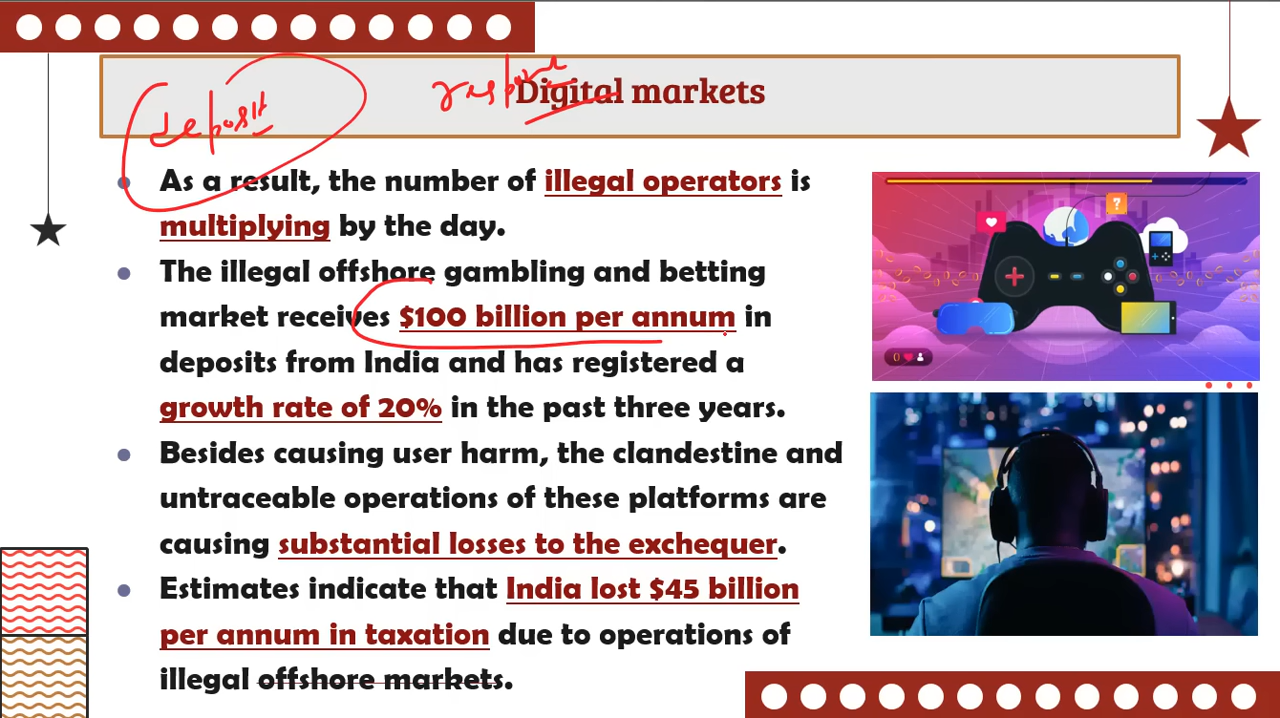 Digital markets
deposit
As a result, the number of illegal operators is
multiplying by the day.
The illegal offshore gambling and betting
market receives $100 billion per annum in
deposits from India and has registered a
growth rate of 20% in the past three years.
Besides causing user harm, the clandestine and
untraceable operations of these platforms are
causing substantial losses to the exchequer.
Estimates indicate that India lost $45 billion
per annum in taxation due to operations of
illegal offshore markets.
?
0